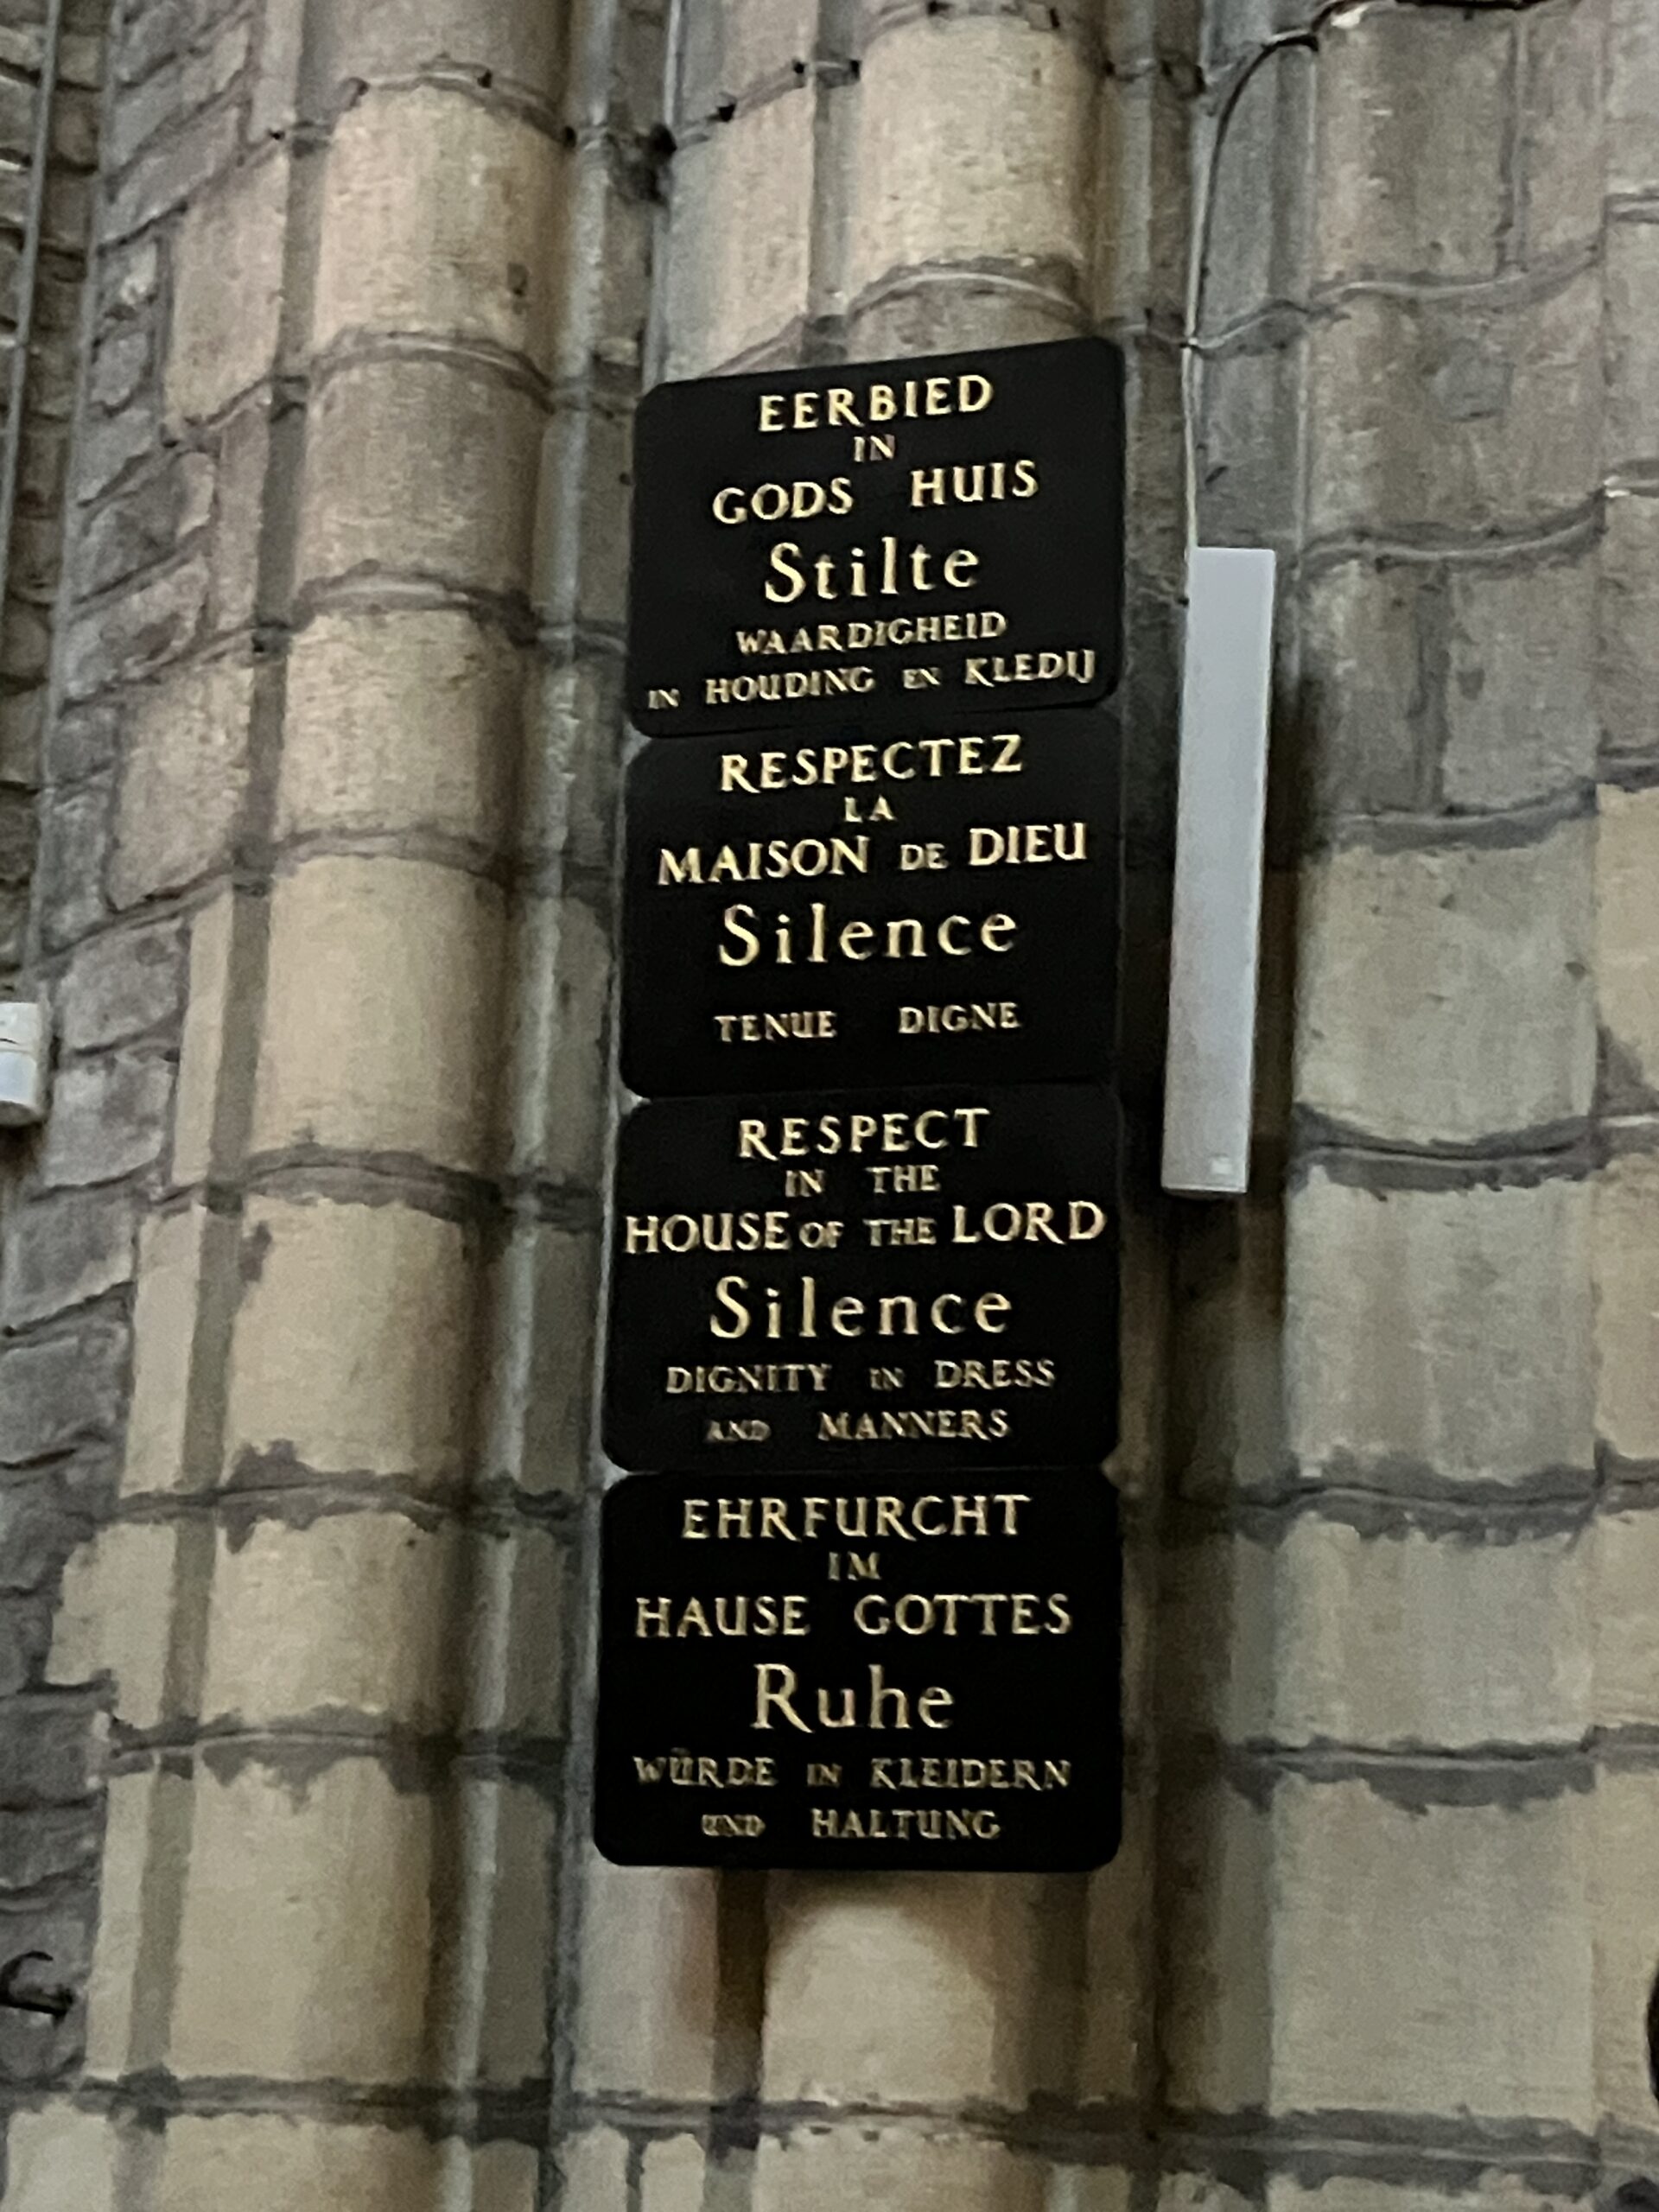 EERBIED
IN
GODS HUIS
Stilte
WAARDIGHEID
IN HOUDING EN KLEDIJ
RESPECTEZ
LA
MAISON DE DIEU
Silence
TENUE DIGNE
RESPECT
IN THE
HOUSE OF THE LORD
Silence
DIGNITY IN DRESS
AND MANNERS
EHRFURCHT
IM
HAUSE GOTTES
Ruhe
WÜRDE IN KLEIDERN
UND HALTUNG